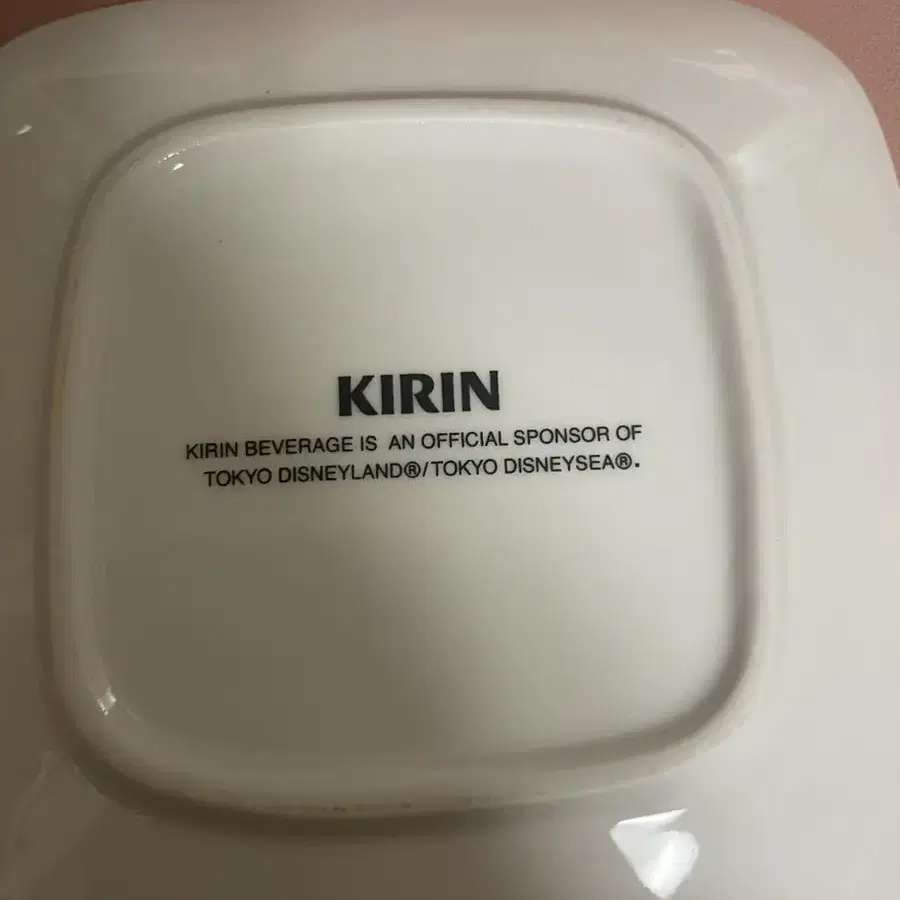 KIRIN
KIRIN BEVERAGE IS AN OFFICIAL SPONSOR OF
TOKYO DISNEYLAND®/TOKYO DISNEYSEA®.